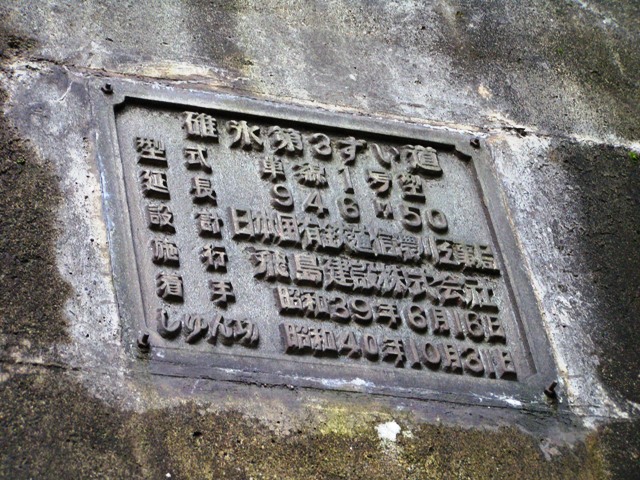 碓氷第3ずい道
型式 単線1号型
延長 946M50
設計 日本国有鉄道信濃川工事局
施行 飛島建設株式会社
着手 昭和39年6月18日
しゅん功 昭和40年10月31日